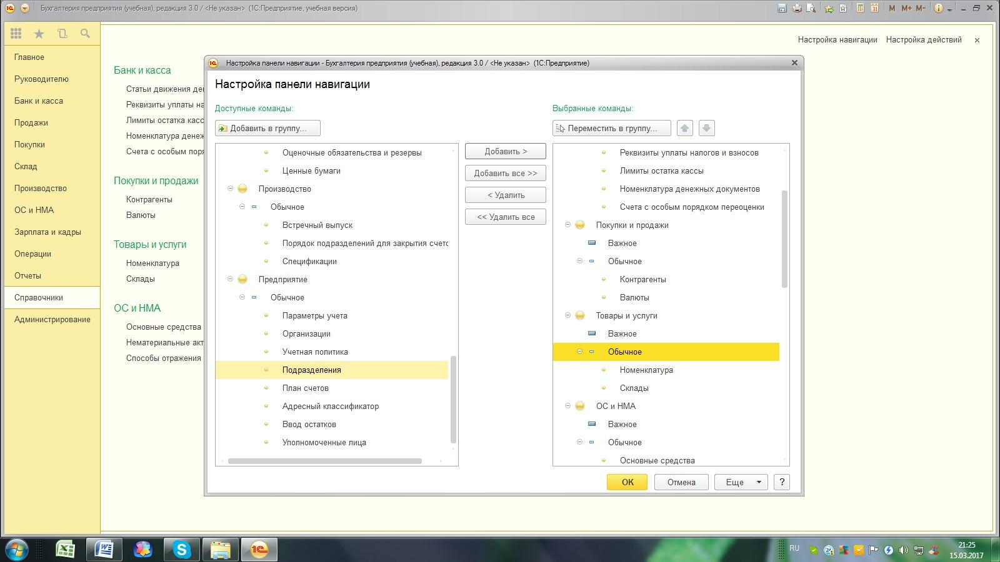 Бухгалтерия предприятия (учебная), редакция 3.0 / <Не указан> (1С:Предприятие, учебная версия)
M M+ M-
Главное
Руководителю
Банк и касса
Продажи
Покупки
Склад
Производство
ОС и НМА
Зарплата и кадры
Операции
Отчеты
Справочники
Администрирование
Настройка навигации Настройка действий
Банк и касса
Статьи движения
Реквизиты уплаты
Лимиты остатка
Номенклатура
Счета с особым
Покупки и продажи
Контрагенты
Валюты
Товары и услуги
Номенклатура
Склады
ОС и НМА
Основные средства
Нематериальные
Способы отражения
Настройка панели навигации - Бухгалтерия предприятия (учебная), редакция 3.0 / <Не указан> (1С:Предприятие)
Настройка панели навигации
Доступные команды:
Добавить в группу...
Оценочные обязательства и резервы
Ценные бумаги
Производство
Обычное
Встречный выпуск
Порядок подразделений для закрытия счетс
Спецификации
Предприятие
Обычное
Параметры учета
Организации
Учетная политика
Подразделения
План счетов
Адресный классификатор
Ввод остатков
Уполномоченные лица
Добавить >
Добавить все >>
< Удалить
<< Удалить все
Выбранные команды:
Переместить в группу...
Реквизиты уплаты налогов и взносов
Лимиты остатка кассы
Номенклатура денежных документов
Счета с особым порядком переоценки
Покупки и продажи
Важное
Обычное
Контрагенты
Валюты
Товары и услуги
Важное
Обычное
Номенклатура
Склады
ОС и НМА
Важное
Обычное
Основные средства
ОК Отмена Еще ?
RU
21:25
15.03.2017